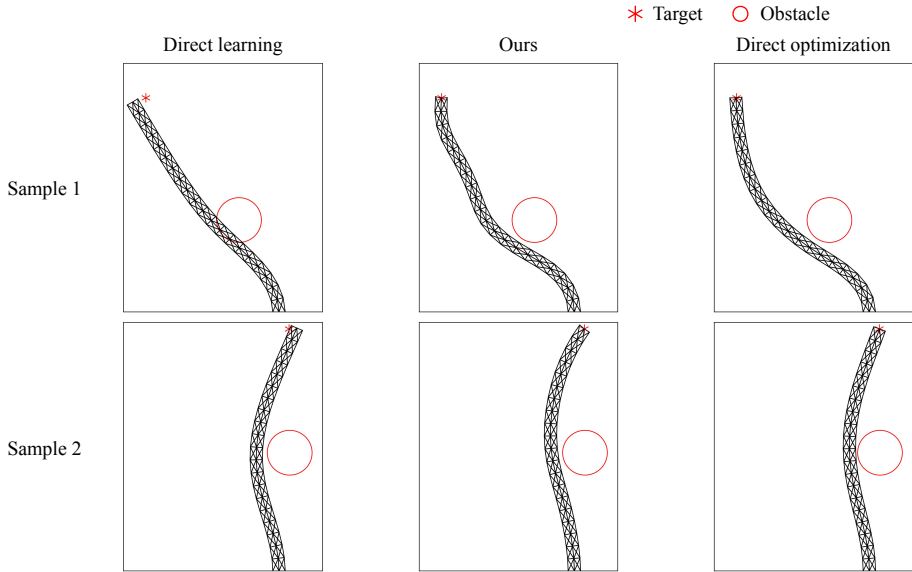 Target Obstacle
Direct learning Ours Direct optimization
Sample 1
Sample 2